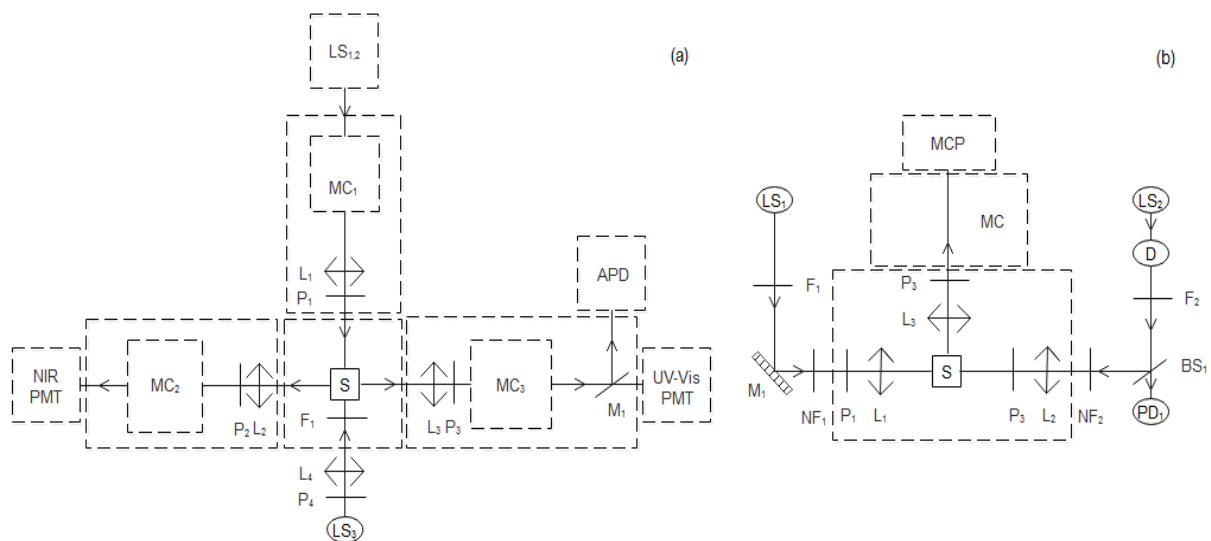 LS₁,₂
(a)
MC₁
L₁
P₁
APD
NIR
PMT
MC₂
P₂ L₂
S
F₁
L₃ P₃
MC₃
M₁
UV-Vis
PMT
L₄
P₄
LS₃
(b)
MCP
LS₁
MC
LS₂
D
F₁
P₃
F₂
L₃
M₁
NF₁
P₁
L₁
S
P₃
L₂
NF₂
BS₁
PD₁